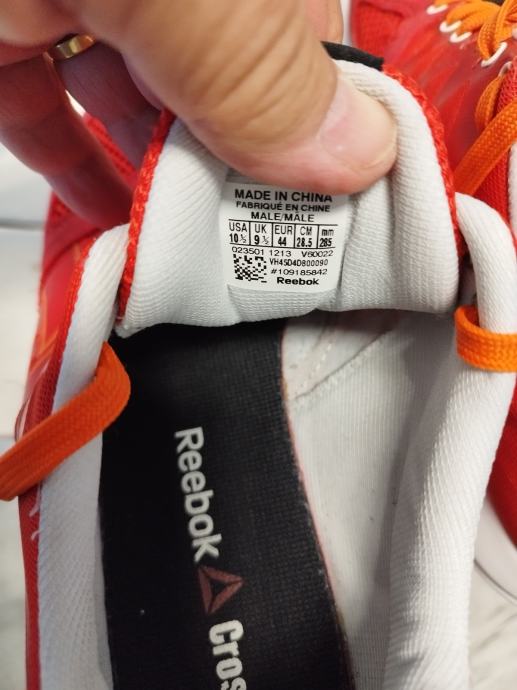 MADE IN CHINA
FABRIQUÉ EN CHINE
MALE/MALE
USA UK EUR CM mm
10½ 9½ 44 28.5 285
023501 1213 V60022
VH45D4D800090
#109185842
Reebok
Reebok Cros